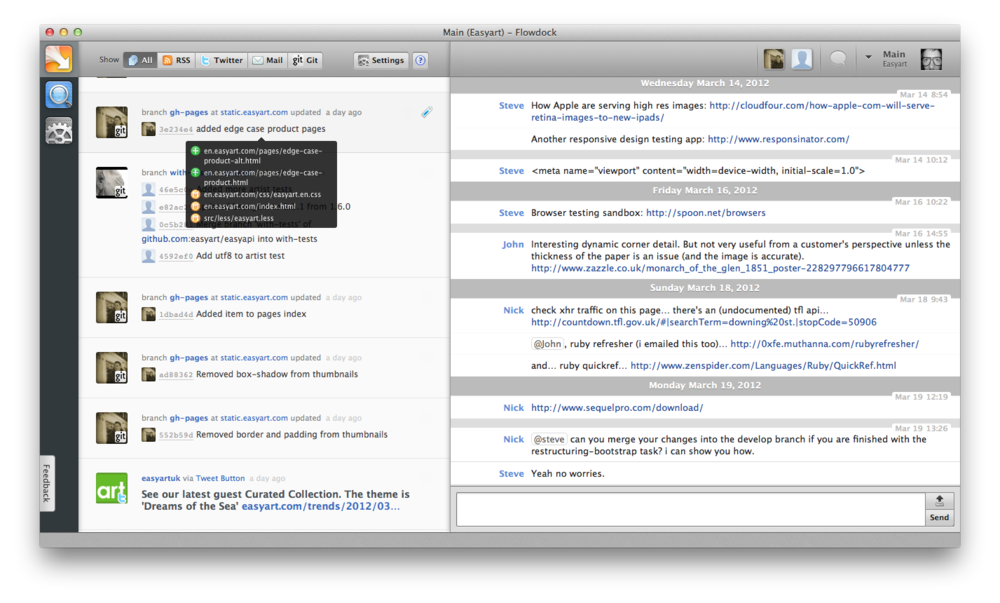 Main (Easyart) – Flowdock
Show All RSS Twitter Mail git Git Settings ?
branch gh-pages at static.easyart.com updated a day ago
git
3e234e4 added edge case product pages
en.easyart.com/pages/edge-case-
product-alt.html
en.easyart.com/pages/edge-case-
product.html
en.easyart.com/css/easyart.en.css
en.easyart.com/index.html
src/less/easyart.less
branch with
git
artist tests
from 1.6.0
Merge branch 'with-tests' of
github.com:easyart/easyapi into with-tests
4592ef0 Add utf8 to artist test
branch gh-pages at static.easyart.com updated a day ago
git
1dbad4d Added item to pages index
branch gh-pages at static.easyart.com updated a day ago
git
ad88362 Removed box-shadow from thumbnails
branch gh-pages at static.easyart.com updated a day ago
git
552b59d Removed border and padding from thumbnails
Feedback
art
easyartuk via Tweet Button a day ago
See our latest guest Curated Collection. The theme is
'Dreams of the Sea' easyart.com/trends/2012/03...
Main
Easyart
Wednesday March 14, 2012
Mar 14 8:54
Steve How Apple are serving high res images: http://cloudfour.com/how-apple-com-will-serve-
retina-images-to-new-ipads/
Another responsive design testing app: http://www.responsinator.com/
Mar 14 10:12
Steve <meta name="viewport" content="width=device-width, initial-scale=1.0">
Friday March 16, 2012
Mar 16 10:22
Steve Browser testing sandbox: http://spoon.net/browsers
Mar 16 14:55
John Interesting dynamic corner detail. But not very useful from a customer's perspective unless the
thickness of the paper is an issue (and the image is accurate).
http://www.zazzle.co.uk/monarch_of_the_glen_1851_poster-228297796617804777
Sunday March 18, 2012
Mar 18 9:43
Nick check xhr traffic on this page... there's an (undocumented) tfl api...
http://countdown.tfl.gov.uk/#|searchTerm=downing%20st.|stopCode=50906
@John , ruby refresher (i emailed this too)... http://0xfe.muthanna.com/rubyrefresher/
and... ruby quickref... http://www.zenspider.com/Languages/Ruby/QuickRef.html
Monday March 19, 2012
Mar 19 12:19
Nick http://www.sequelpro.com/download/
Mar 19 13:26
Nick @steve can you merge your changes into the develop branch if you are finished with the
restructuring-bootstrap task? i can show you how.
Steve Yeah no worries.
Send